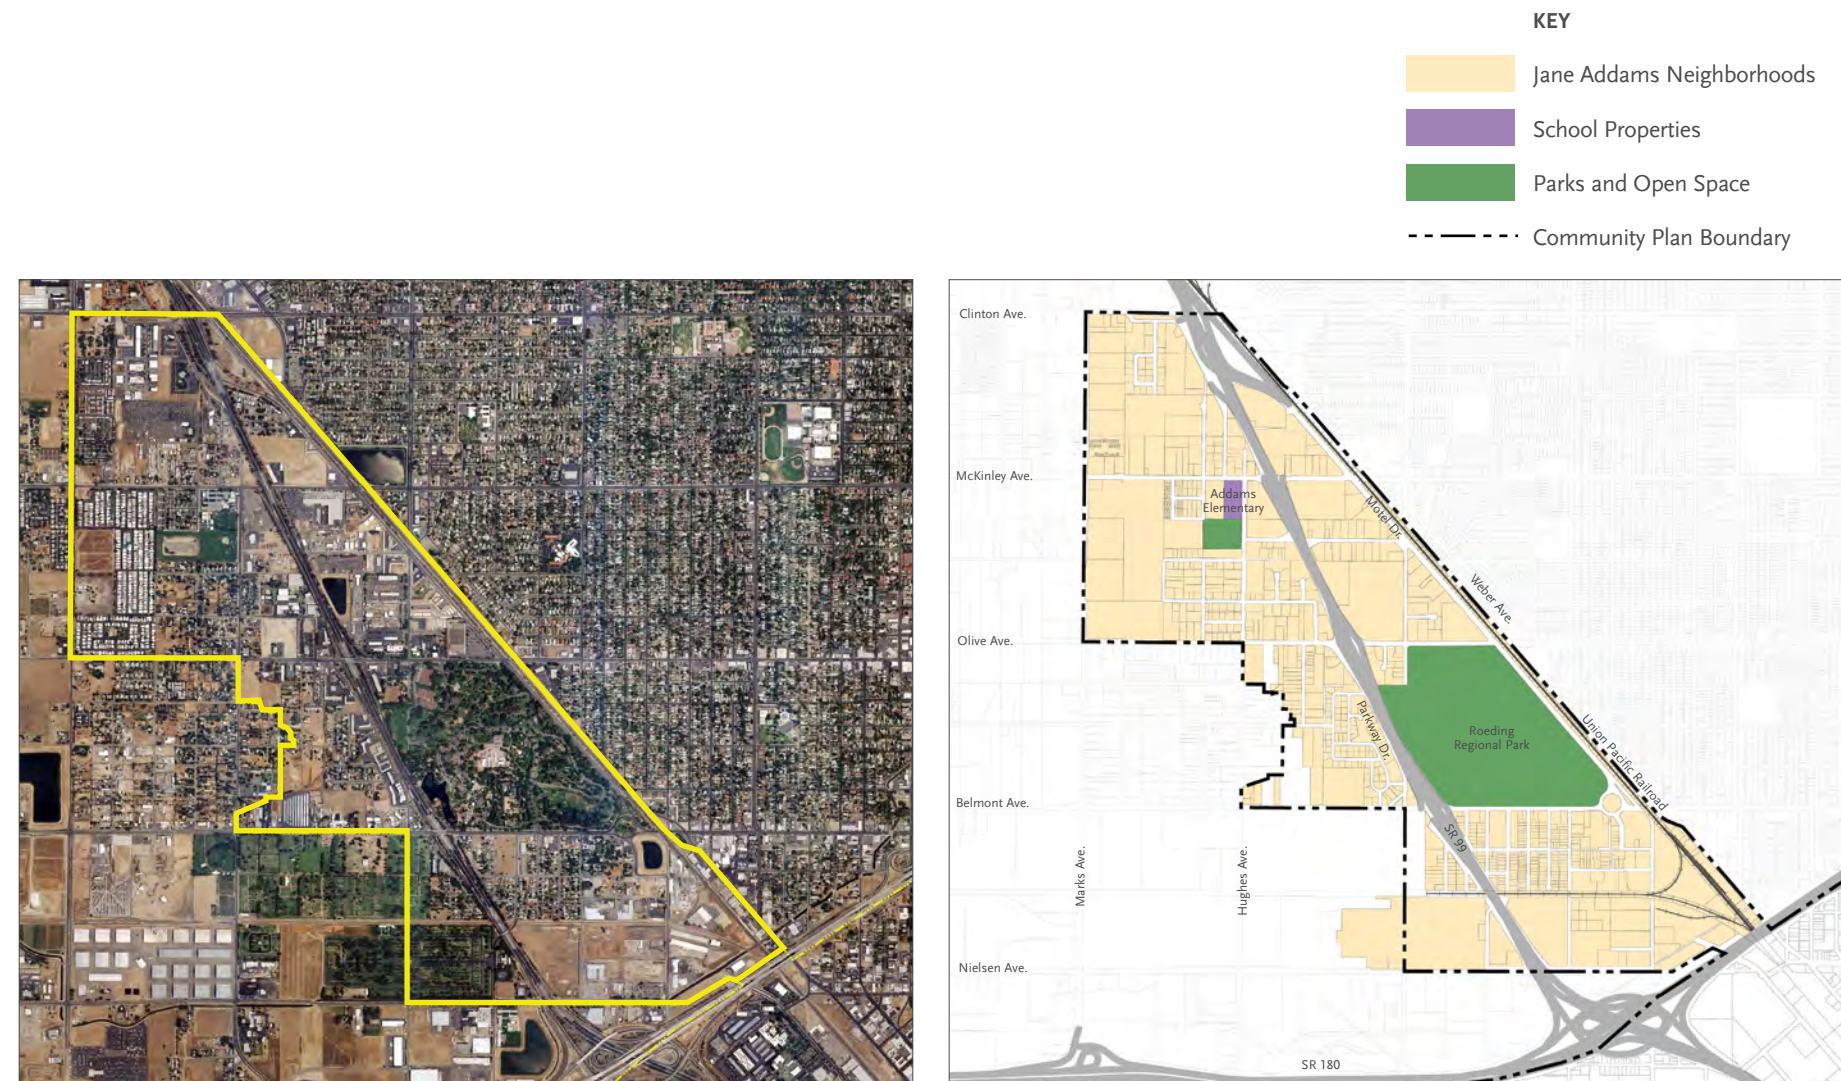 KEY
Jane Addams Neighborhoods
School Properties
Parks and Open Space
Community Plan Boundary
Clinton Ave.
McKinley Ave.
Addams
Elementary
Motel Dr.
Weber Ave.
Olive Ave.
Parkway Dr.
Roeding
Regional Park
Union Pacific Railroad
Belmont Ave.
SR 99
Marks Ave.
Hughes Ave.
Nielsen Ave.
SR 180